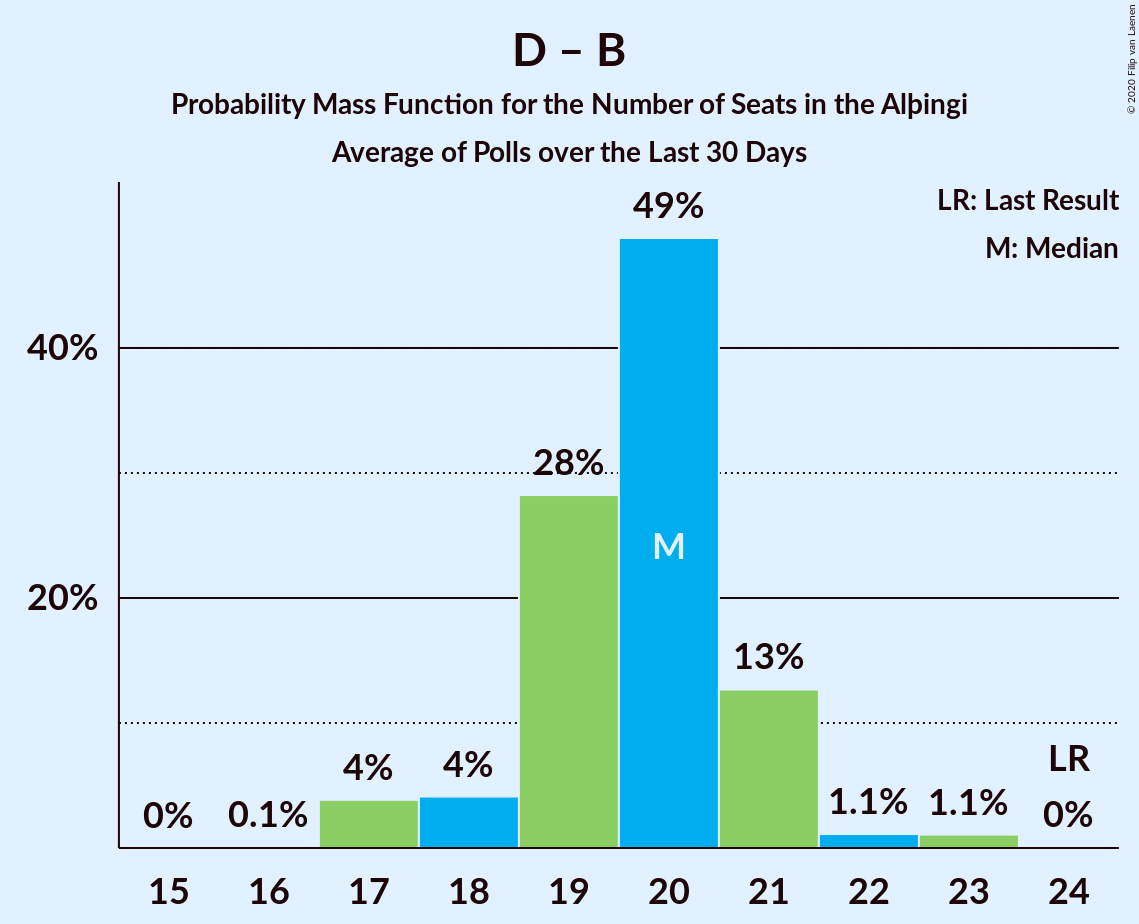 D – B
Probability Mass Function for the Number of Seats in the Alþingi
Average of Polls over the Last 30 Days
© 2020 Filip van Laenen
LR: Last Result
M: Median
49%
40%
28%
M
20%
13%
LR
4%
4%
0%
0.1%
1.1%
1.1%
0%
15 16 17 18 19 20 21 22 23 24